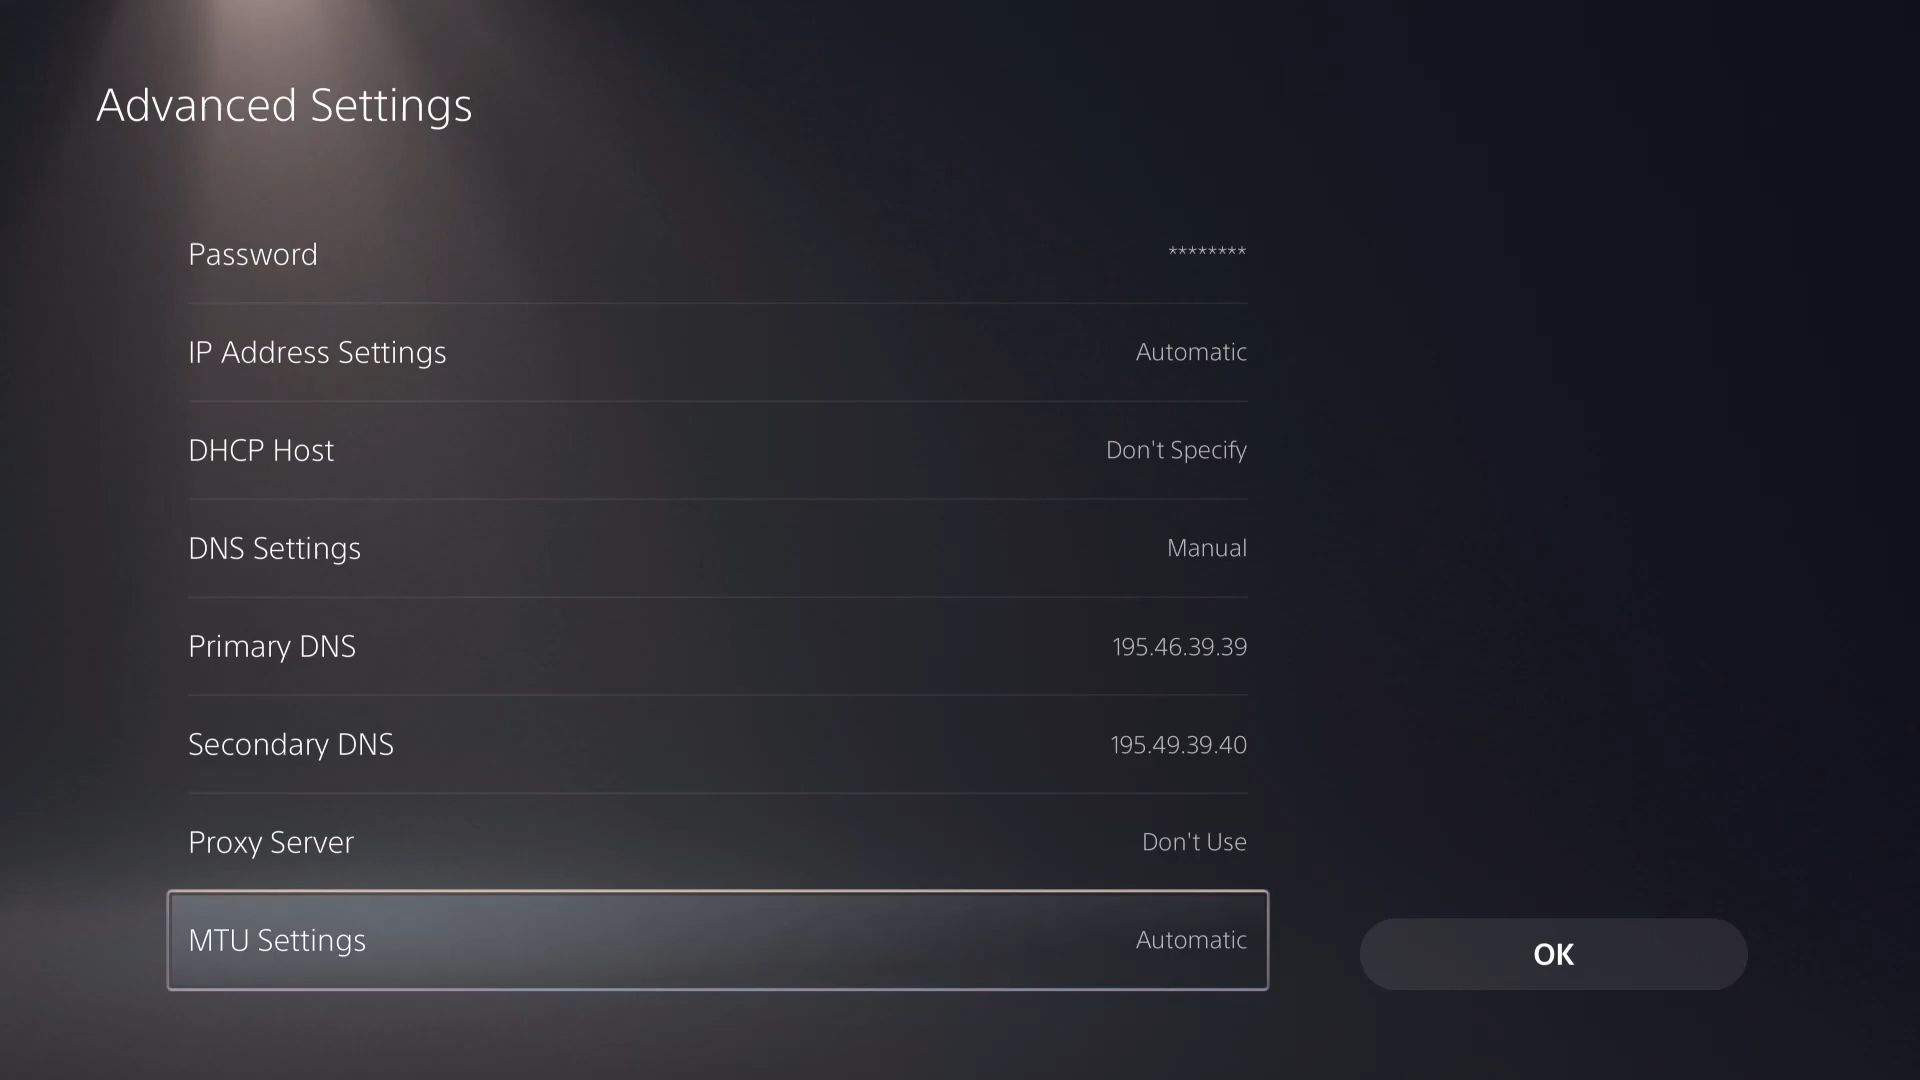 Advanced Settings
Password ********
IP Address Settings Automatic
DHCP Host Don't Specify
DNS Settings Manual
Primary DNS 195.46.39.39
Secondary DNS 195.49.39.40
Proxy Server Don't Use
MTU Settings Automatic
OK